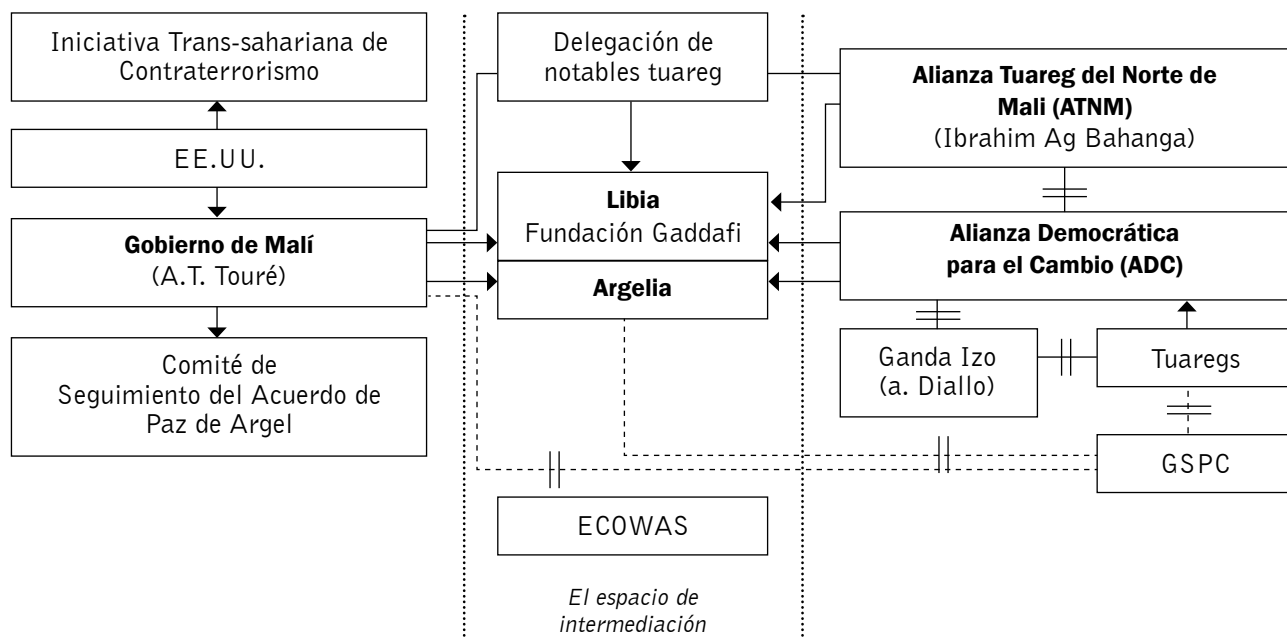 Iniciativa Trans-sahariana de
Contraterrorismo
EE.UU.
Gobierno de Malí
(A.T. Touré)
Comité de
Seguimiento del Acuerdo de
Paz de Argel
Delegación de
notables tuareg
Libia
Fundación Gaddafi
Argelia
ECOWAS
El espacio de
intermediación
Alianza Tuareg del Norte de
Mali (ATNM)
(Ibrahim Ag Bahanga)
Alianza Democrática
para el Cambio (ADC)
Ganda Izo
(a. Diallo)
Tuaregs
GSPC